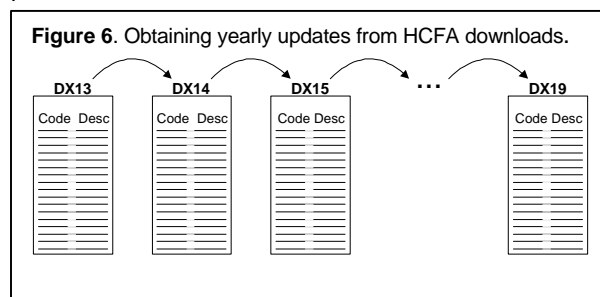 Figure 6. Obtaining yearly updates from HCFA downloads.
DX13 DX14 DX15 ... DX19
Code Desc Code Desc Code Desc Code Desc